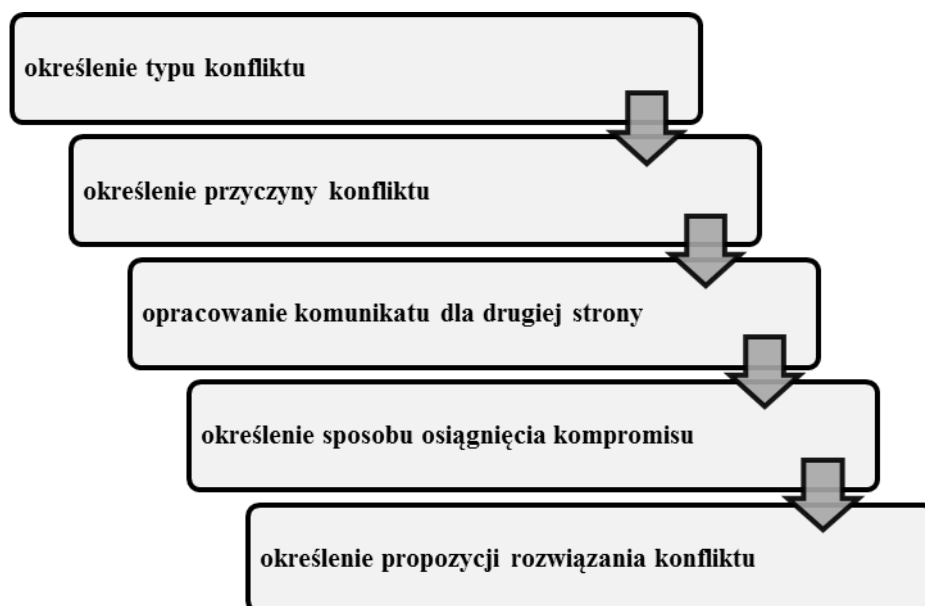 określenie typu konfliktu
określenie przyczyny konfliktu
opracowanie komunikatu dla drugiej strony
określenie sposobu osiągnięcia kompromisu
określenie propozycji rozwiązania konfliktu